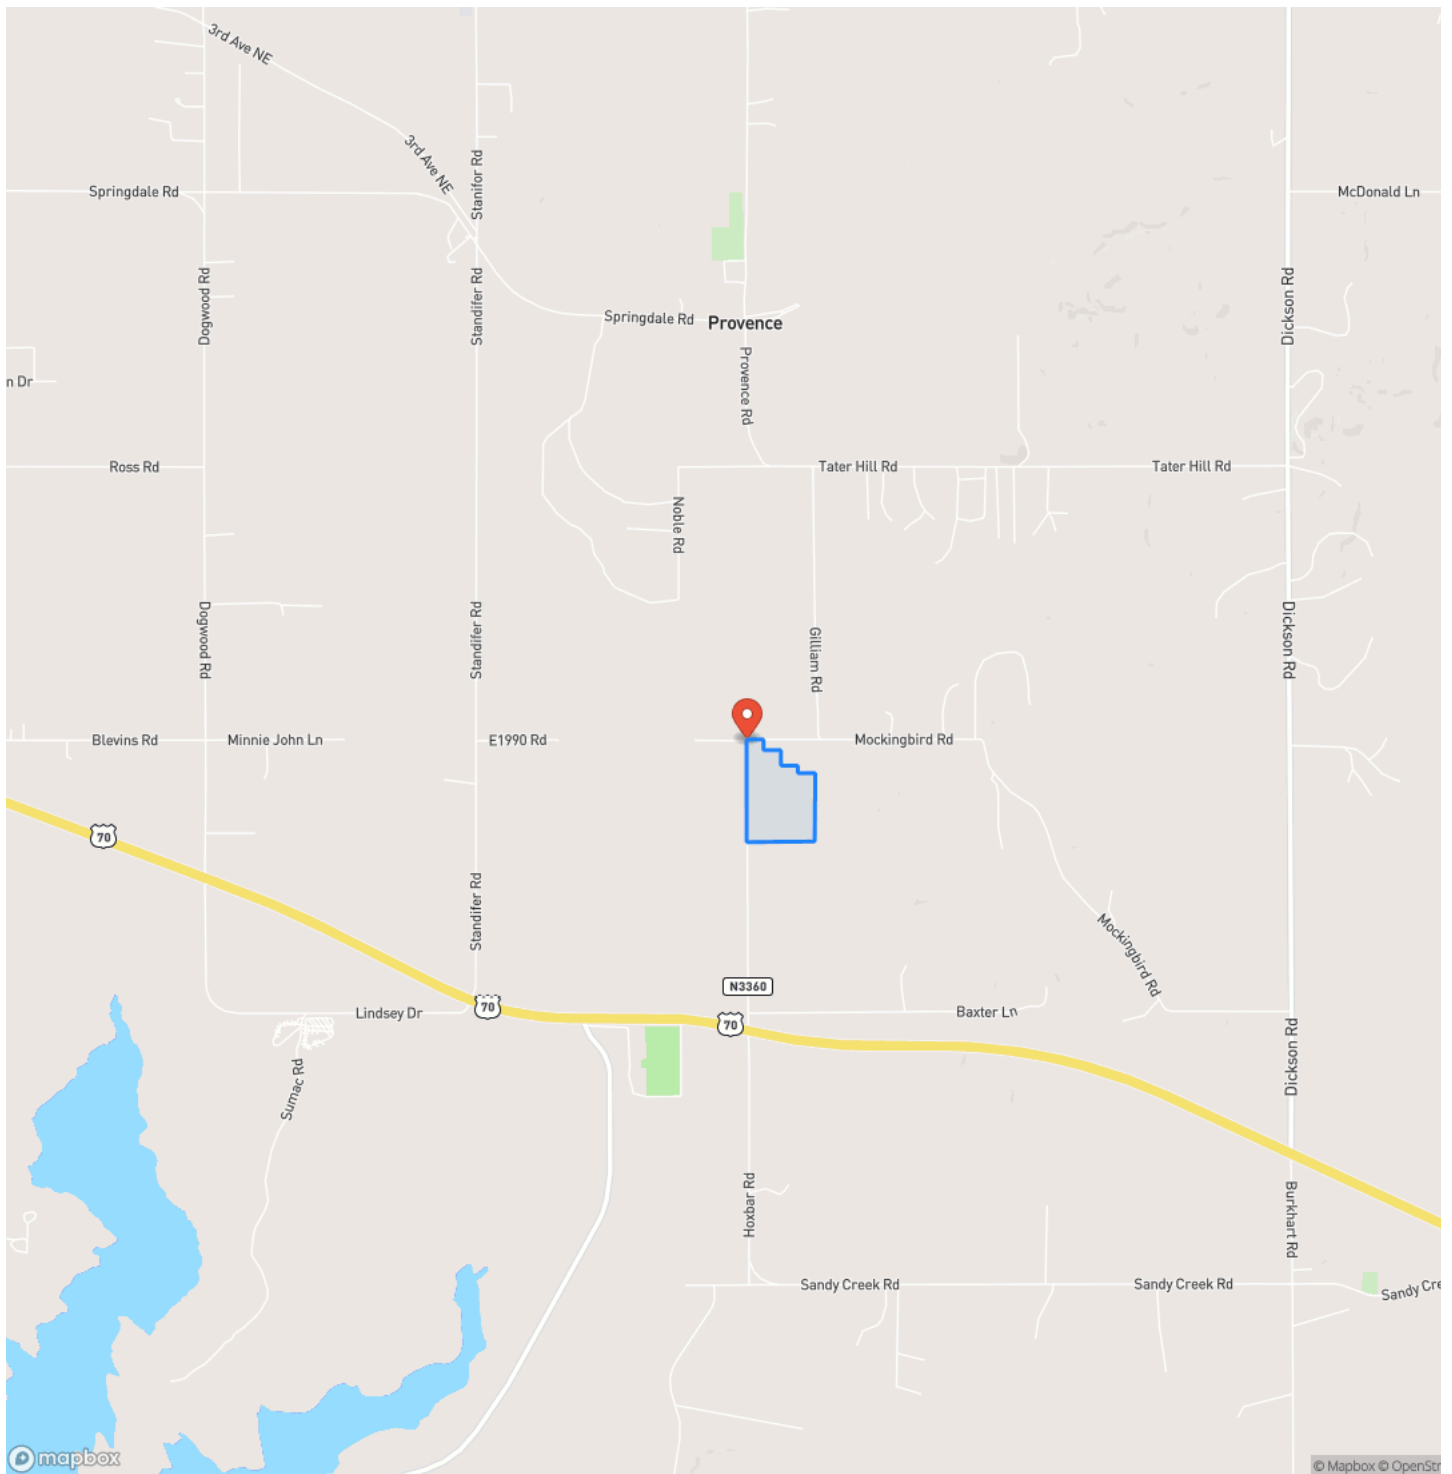 3rd Ave NE
3rd Ave NE
Stanifor Rd
Springdale Rd
McDonald Ln
Dogwood Rd
Standifer Rd
Dickson Rd
Springdale Rd
Provence
Provence Rd
n Dr
Ross Rd
Tater Hill Rd
Tater Hill Rd
Noble Rd
Dogwood Rd
Standifer Rd
Gilliam Rd
Dickson Rd
Blevins Rd
Minnie John Ln
E1990 Rd
Mockingbird Rd
70
Standifer Rd
Mockingbird Rd
N3360
70
Lindsey Dr
70
Baxter Ln
Dickson Rd
Sumac Rd
Hoxbar Rd
Burkhart Rd
Sandy Creek Rd
Sandy Creek Rd
Sandy Cre
mapbox
© Mapbox © OpenStr